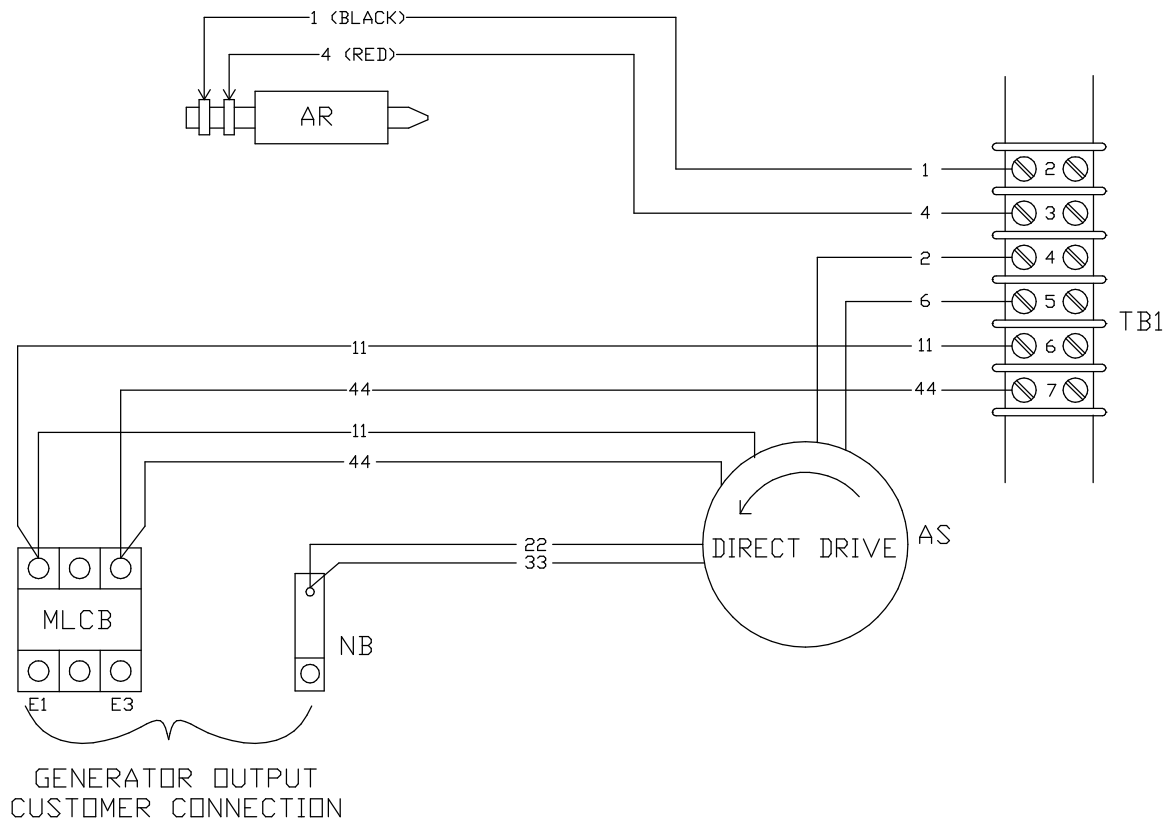 1 (BLACK)
4 (RED)
AR
1
2
4
3
2
4
6
5
TB1
11
11
6
44
44
7
11
44
AS
DIRECT DRIVE
22
33
MLCB
NB
E1
E3
GENERATOR OUTPUT
CUSTOMER CONNECTION